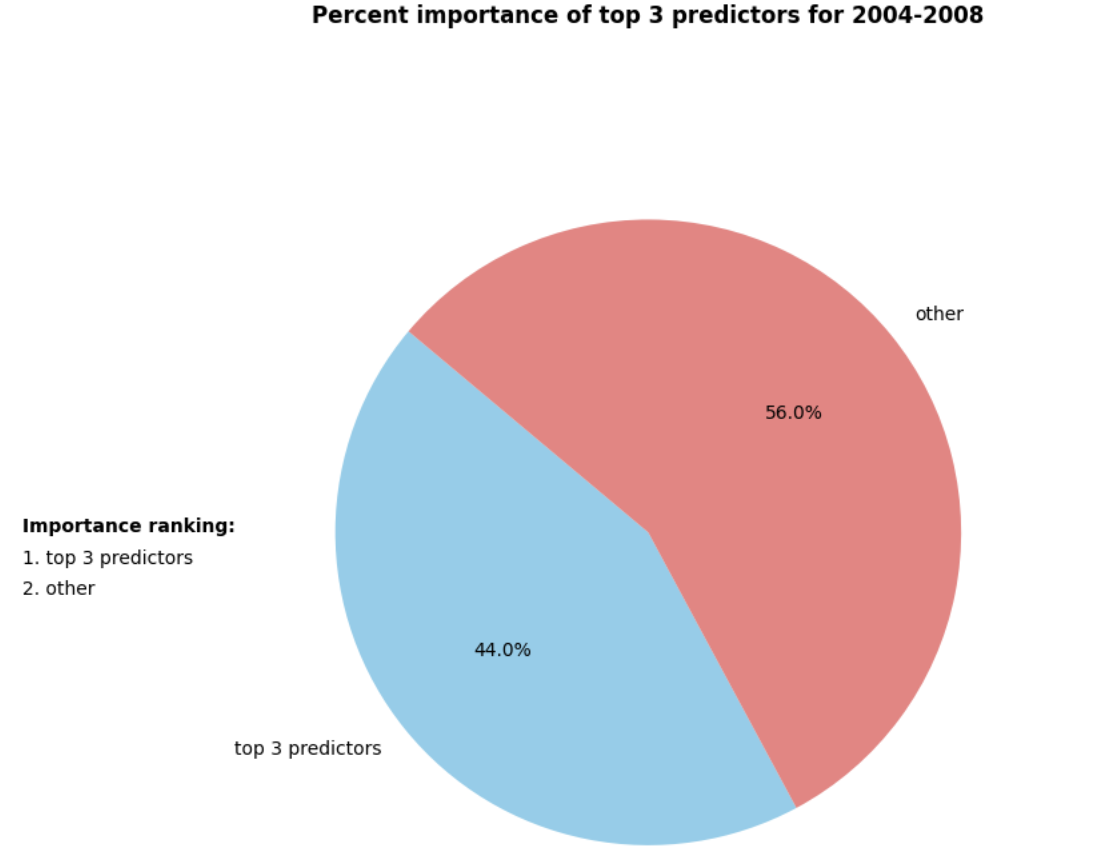 Percent importance of top 3 predictors for 2004-2008
other
56.0%
Importance ranking:
1. top 3 predictors
2. other
44.0%
top 3 predictors